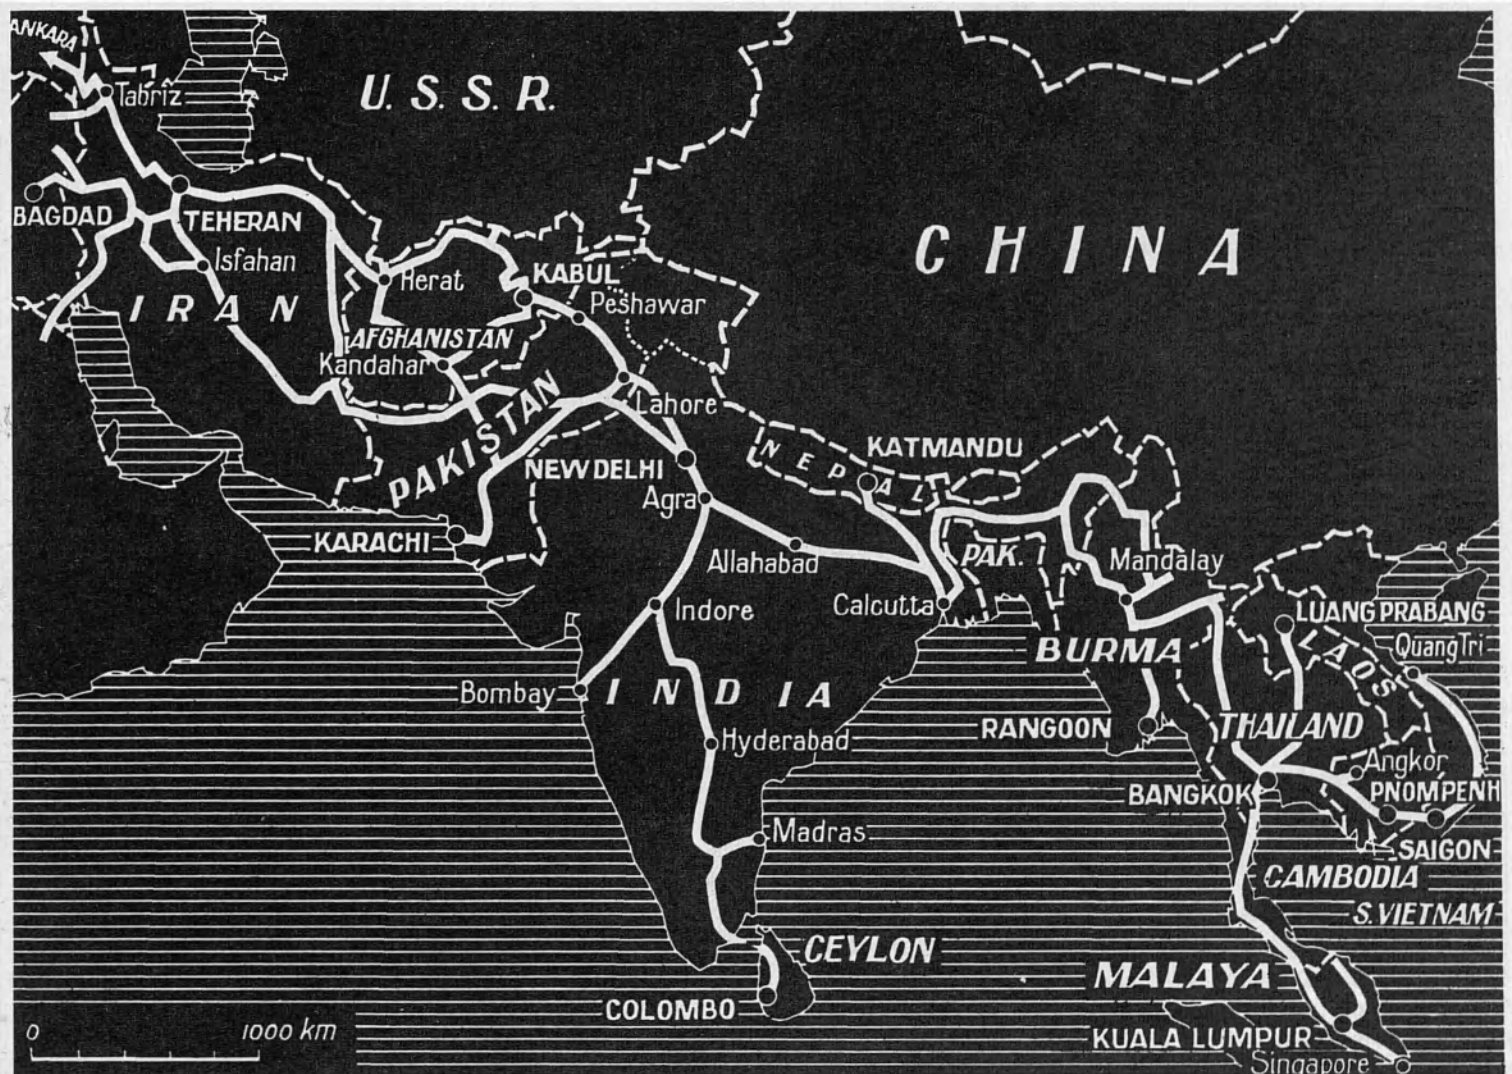 ANKARA
U. S. S. R.
Tabriz
BAGDAD
TEHERAN
Isfahan
IRAN
Herat
KABUL
Peshawar
AFGHANISTAN
Kandahar
CHINA
PAKISTAN
Lahore
NEW DELHI
NEPAL
KATMANDU
Agra
KARACHI
Allahabad
PAK.
Mandalay
Indore
Calcutta
LUANG PRABANG
BURMA
LAOS
Quang Tri
Bombay
INDIA
RANGOON
THAILAND
Hyderabad
Angkor
BANGKOK
PNOMPENH
Madras
SAIGON
CAMBODIA
S. VIETNAM
CEYLON
MALAYA
COLOMBO
0 1000 km
KUALA LUMPUR
Singapore